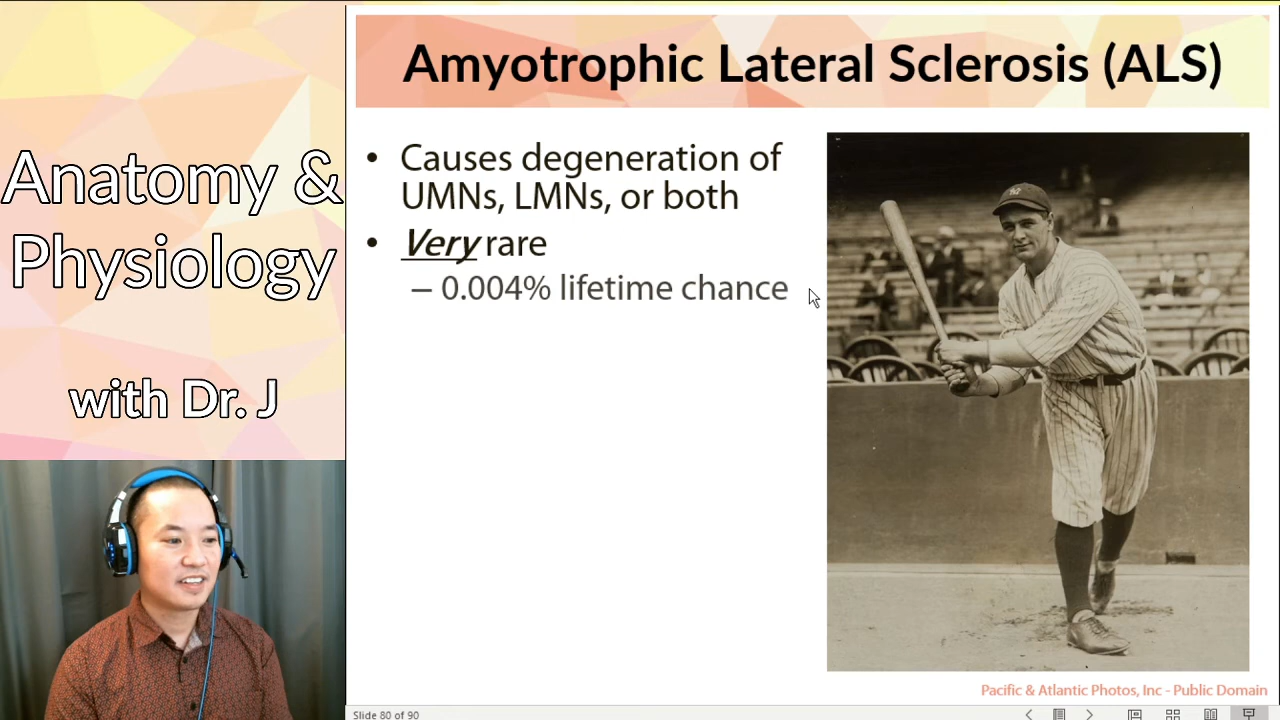 Anatomy &
Physiology
with Dr. J
Amyotrophic Lateral Sclerosis (ALS)
• Causes degeneration of
UMNs, LMNs, or both
• Very rare
– 0.004% lifetime chance
Pacific & Atlantic Photos, Inc - Public Domain
Slide 80 of 90